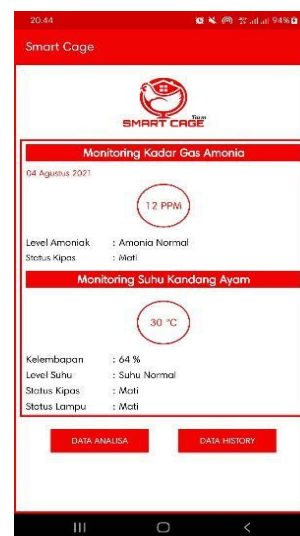 20.44
94%
Smart Cage
SMART CAGE
Team
Monitoring Kadar Gas Amonia
04 Agustus 2021
12 PPM
Level Amoniak : Amonia Normal
Status Kipas : Mati
Monitoring Suhu Kandang Ayam
30 °C
Kelembapan : 64 %
Level Suhu : Suhu Normal
Status Kipas : Mati
Status Lampu : Mati
DATA ANALISA DATA HISTORY